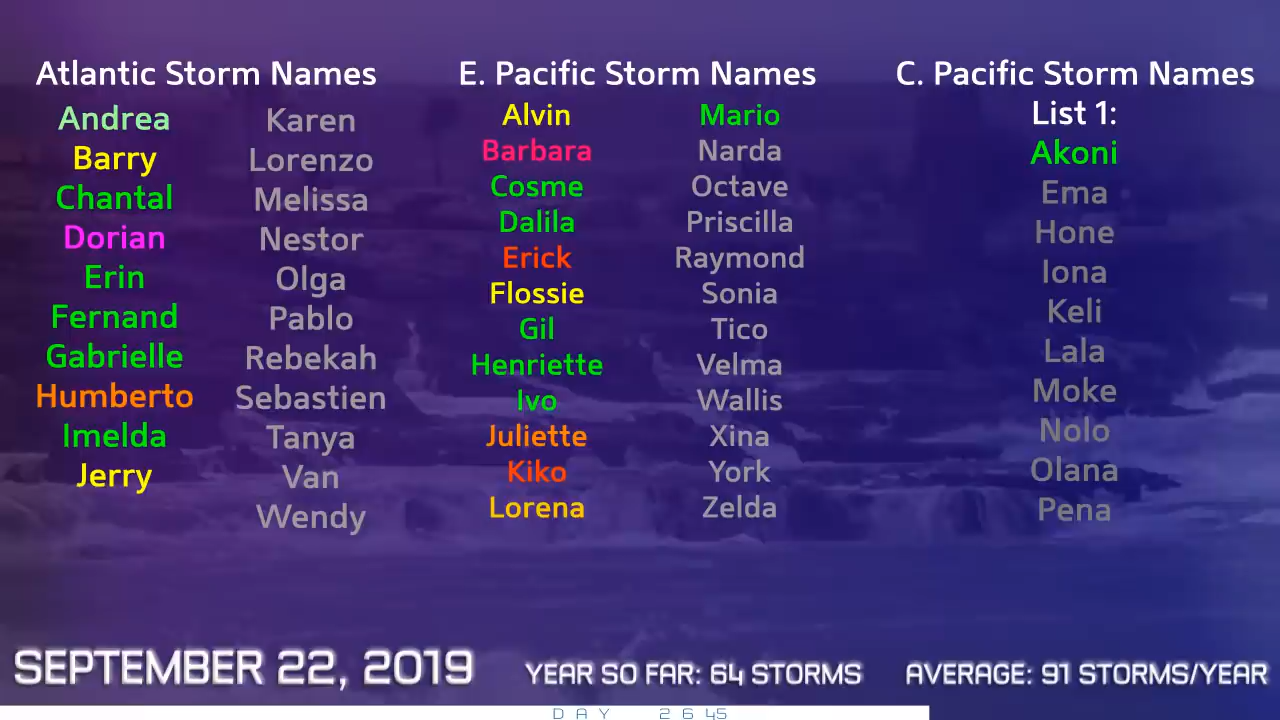 Atlantic Storm Names
Andrea
Barry
Chantal
Dorian
Erin
Fernand
Gabrielle
Humberto
Imelda
Jerry
Karen
Lorenzo
Melissa
Nestor
Olga
Pablo
Rebekah
Sebastien
Tanya
Van
Wendy
E. Pacific Storm Names
Alvin
Barbara
Cosme
Dalila
Erick
Flossie
Gil
Henriette
Ivo
Juliette
Kiko
Lorena
Mario
Narda
Octave
Priscilla
Raymond
Sonia
Tico
Velma
Wallis
Xina
York
Zelda
C. Pacific Storm Names
List 1:
Akoni
Ema
Hone
Iona
Keli
Lala
Moke
Nolo
Olana
Pena
SEPTEMBER 22, 2019
YEAR SO FAR: 64 STORMS
AVERAGE: 91 STORMS/YEAR
DAY 2645